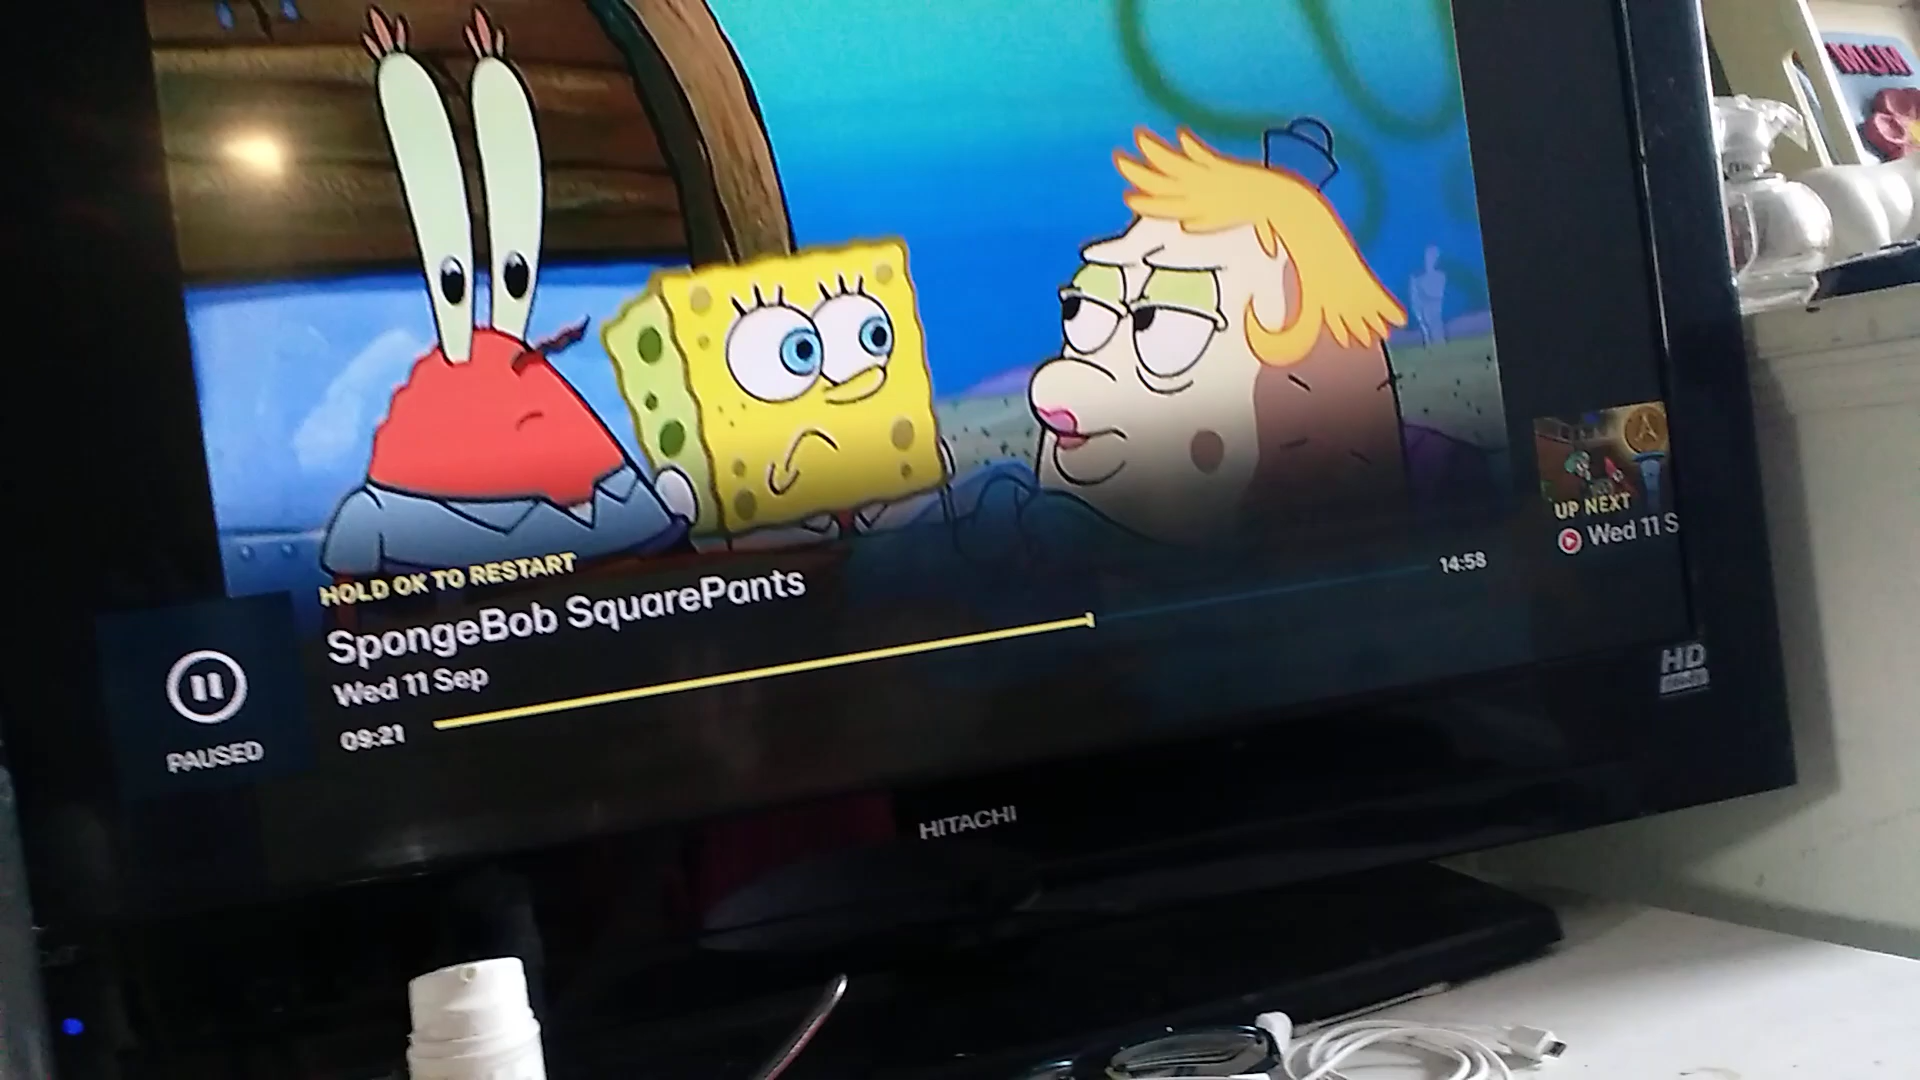 MUM
UP NEXT
Wed 11 S
HOLD OK TO RESTART
14:58
SpongeBob SquarePants
Wed 11 Sep
09:21
PAUSED
HD
HITACHI